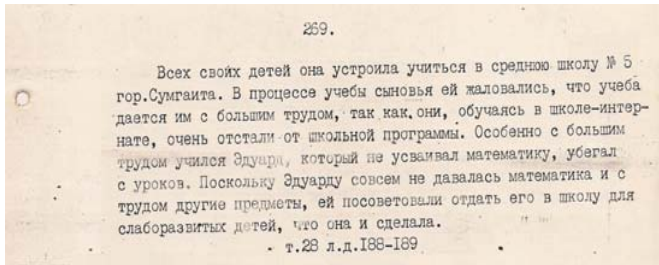 269.
Всех своих детей она устроила учиться в среднюю школу № 5
гор.Сумгаита. В процессе учебы сыновья ей жаловались, что учеба
дается им с большим трудом, так как они, обучаясь в школе-интер-
нате, очень отстали от школьной программы. Особенно с большим
трудом учился Эдуард, который не усваивал математику, убегал
с уроков. Поскольку Эдуарду совсем не давалась математика и с
трудом другие предметы, ей посоветовали отдать его в школу для
слаборазвитых детей, что она и сделала.
т.28 л.д.188-189